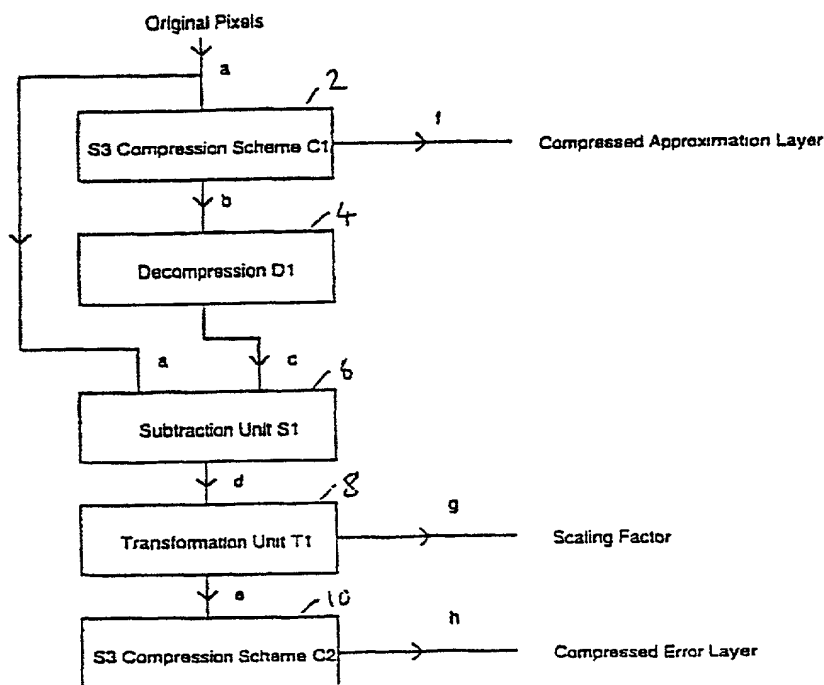 Original Pixels
a
2
S3 Compression Scheme C1
f
Compressed Approximation Layer
b
4
Decompression D1
a
c
6
Subtraction Unit S1
d
8
g
Transformation Unit T1
Scaling Factor
e
10
h
S3 Compression Scheme C2
Compressed Error Layer